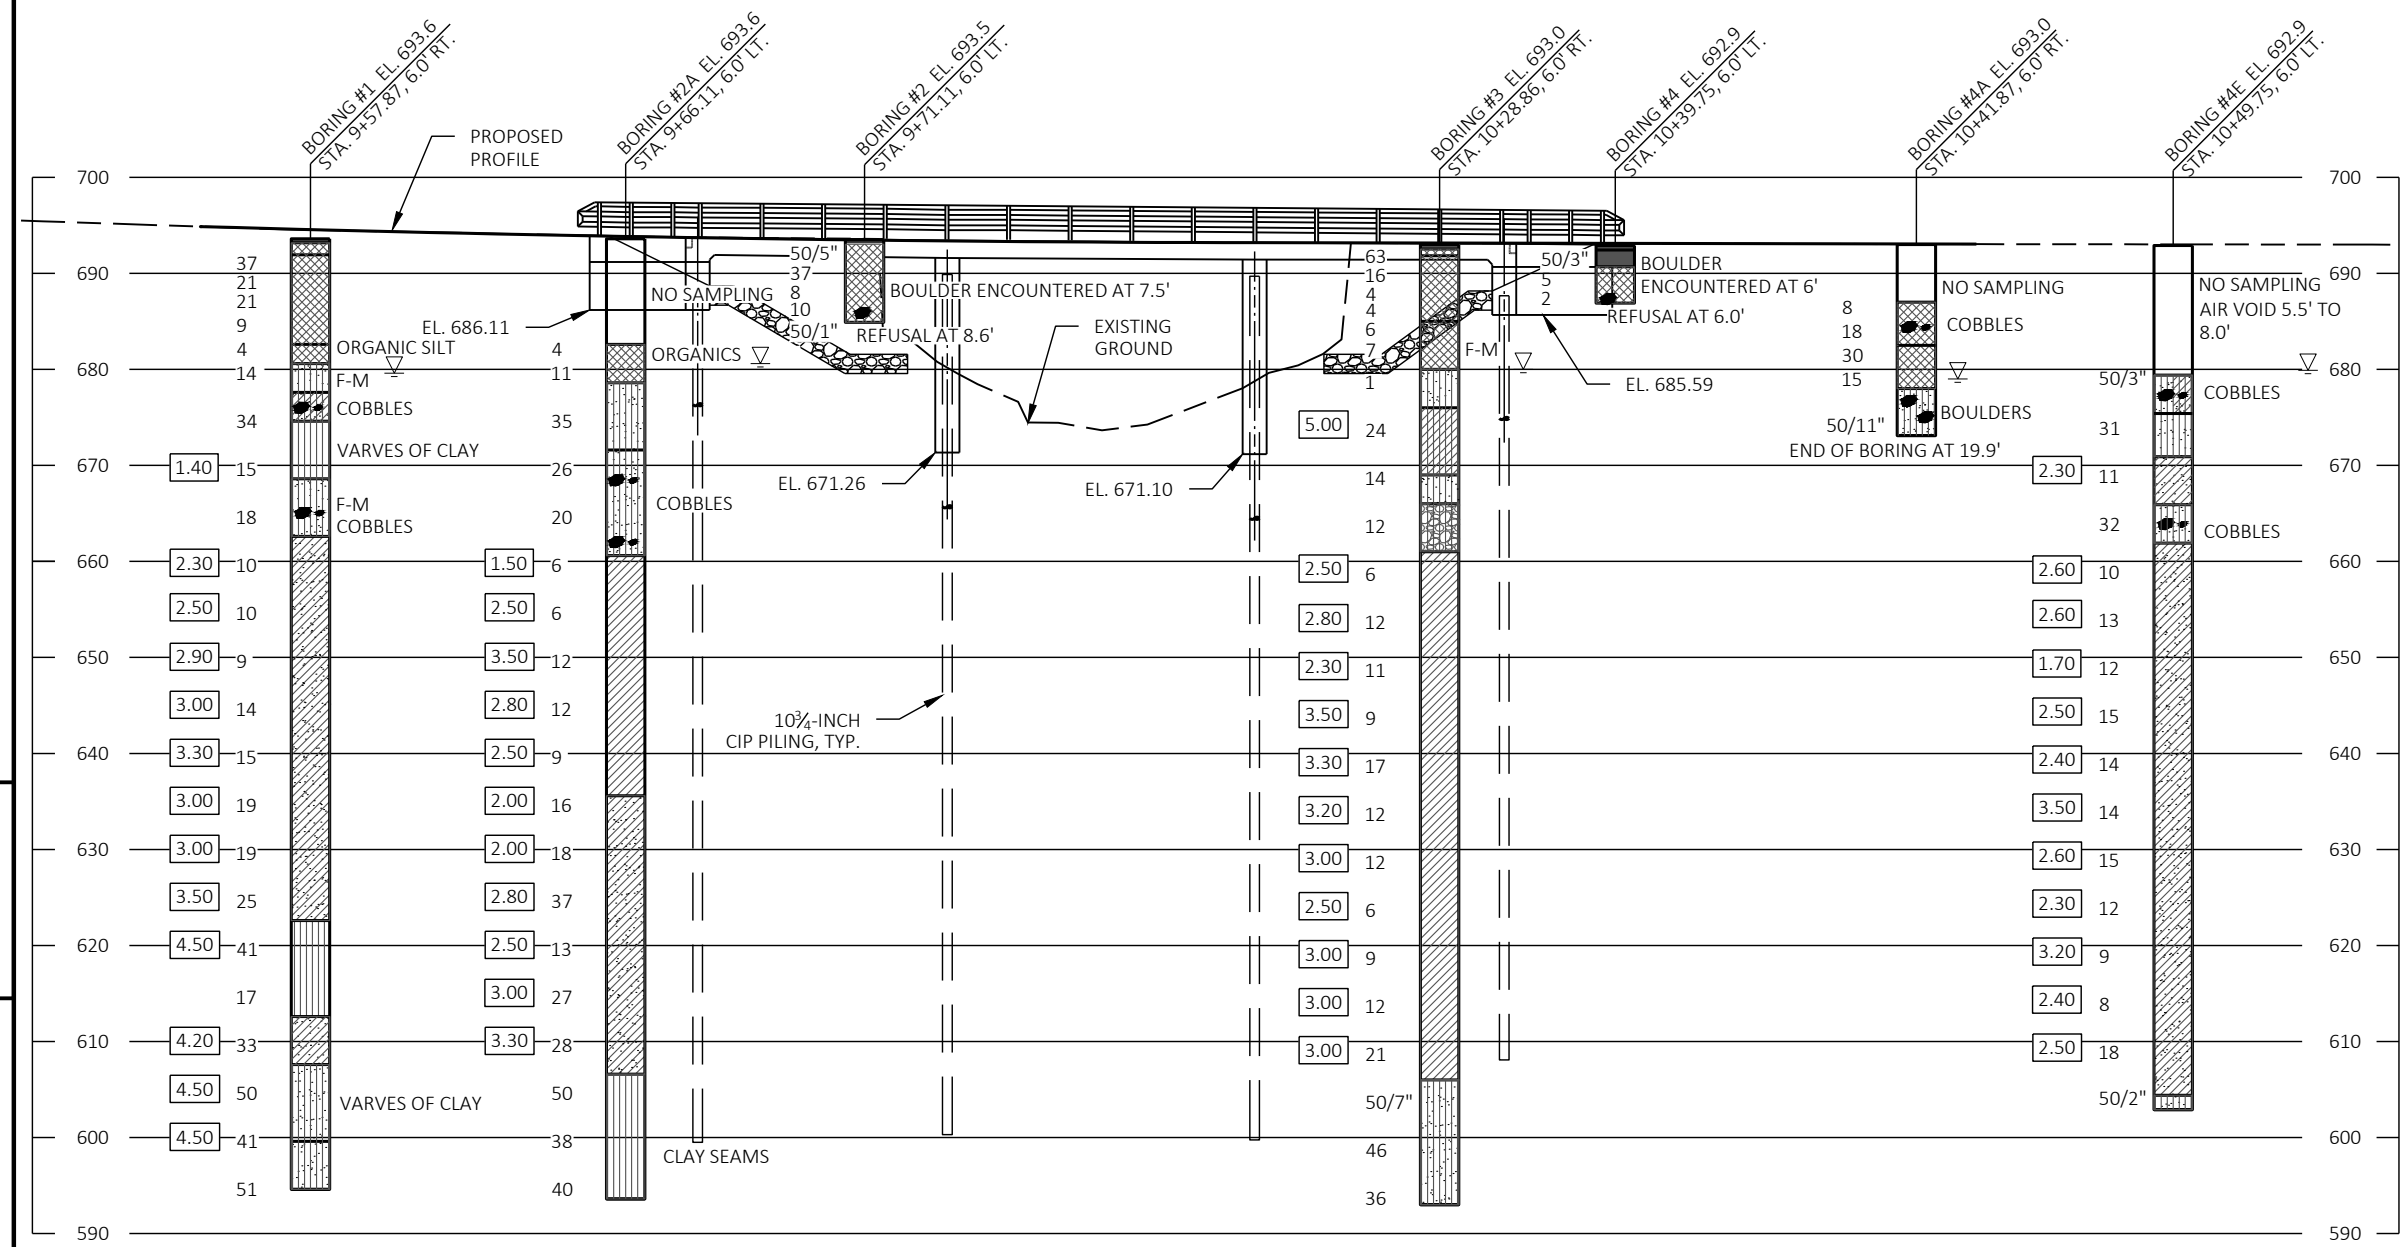 BORING #1 EL. 693.6
STA. 9+57.87, 6.0' RT.
BORING #2A EL. 693.6
STA. 9+66.11, 6.0' LT.
BORING #2 EL. 693.5
STA. 9+71.11, 6.0' LT.
BORING #3 EL. 693.0
STA. 10+28.86, 6.0' RT.
BORING #4 EL. 692.9
STA. 10+39.75, 6.0' LT.
BORING #4A EL. 693.0
STA. 10+41.87, 6.0' RT.
BORING #4E EL. 692.9
STA. 10+49.75, 6.0' LT.
PROPOSED
PROFILE
700
690
680
670
660
650
640
630
620
610
600
590
37
21
21
9
4
14
34
1.40 15
18
2.30 10
2.50 10
2.90 9
3.00 14
3.30 15
3.00 19
3.00 19
3.50 25
4.50 41
17
4.20 33
4.50 50
4.50 41
51
ORGANIC SILT
F-M
COBBLES
VARVES OF CLAY
F-M
COBBLES
VARVES OF CLAY
EL. 686.11
NO SAMPLING
4
11
35
26
20
1.50 6
2.50 6
3.50 12
2.80 12
2.50 9
2.00 16
2.00 18
2.80 37
2.50 13
3.00 27
3.30 28
50
38
40
ORGANICS
COBBLES
CLAY SEAMS
50/5"
37
8
10
50/1"
BOULDER ENCOUNTERED AT 7.5'
REFUSAL AT 8.6'
EXISTING
GROUND
EL. 671.26
EL. 671.10
10¾-INCH
CIP PILING, TYP.
63
16
4
4
6
7
1
5.00 24
14
12
2.50 6
2.80 12
2.30 11
3.50 9
3.30 17
3.20 12
3.00 12
2.50 6
3.00 9
3.00 12
3.00 21
50/7"
46
36
F-M
50/3"
5
2
BOULDER
ENCOUNTERED AT 6'
REFUSAL AT 6.0'
EL. 685.59
8
18
30
15
50/11"
NO SAMPLING
COBBLES
BOULDERS
END OF BORING AT 19.9'
NO SAMPLING
AIR VOID 5.5' TO
8.0'
50/3"
31
2.30 11
32
2.60 10
2.60 13
1.70 12
2.50 15
2.40 14
3.50 14
2.60 15
2.30 12
3.20 9
2.40 8
2.50 18
50/2"
COBBLES
COBBLES
700
690
680
670
660
650
640
630
620
610
600
590